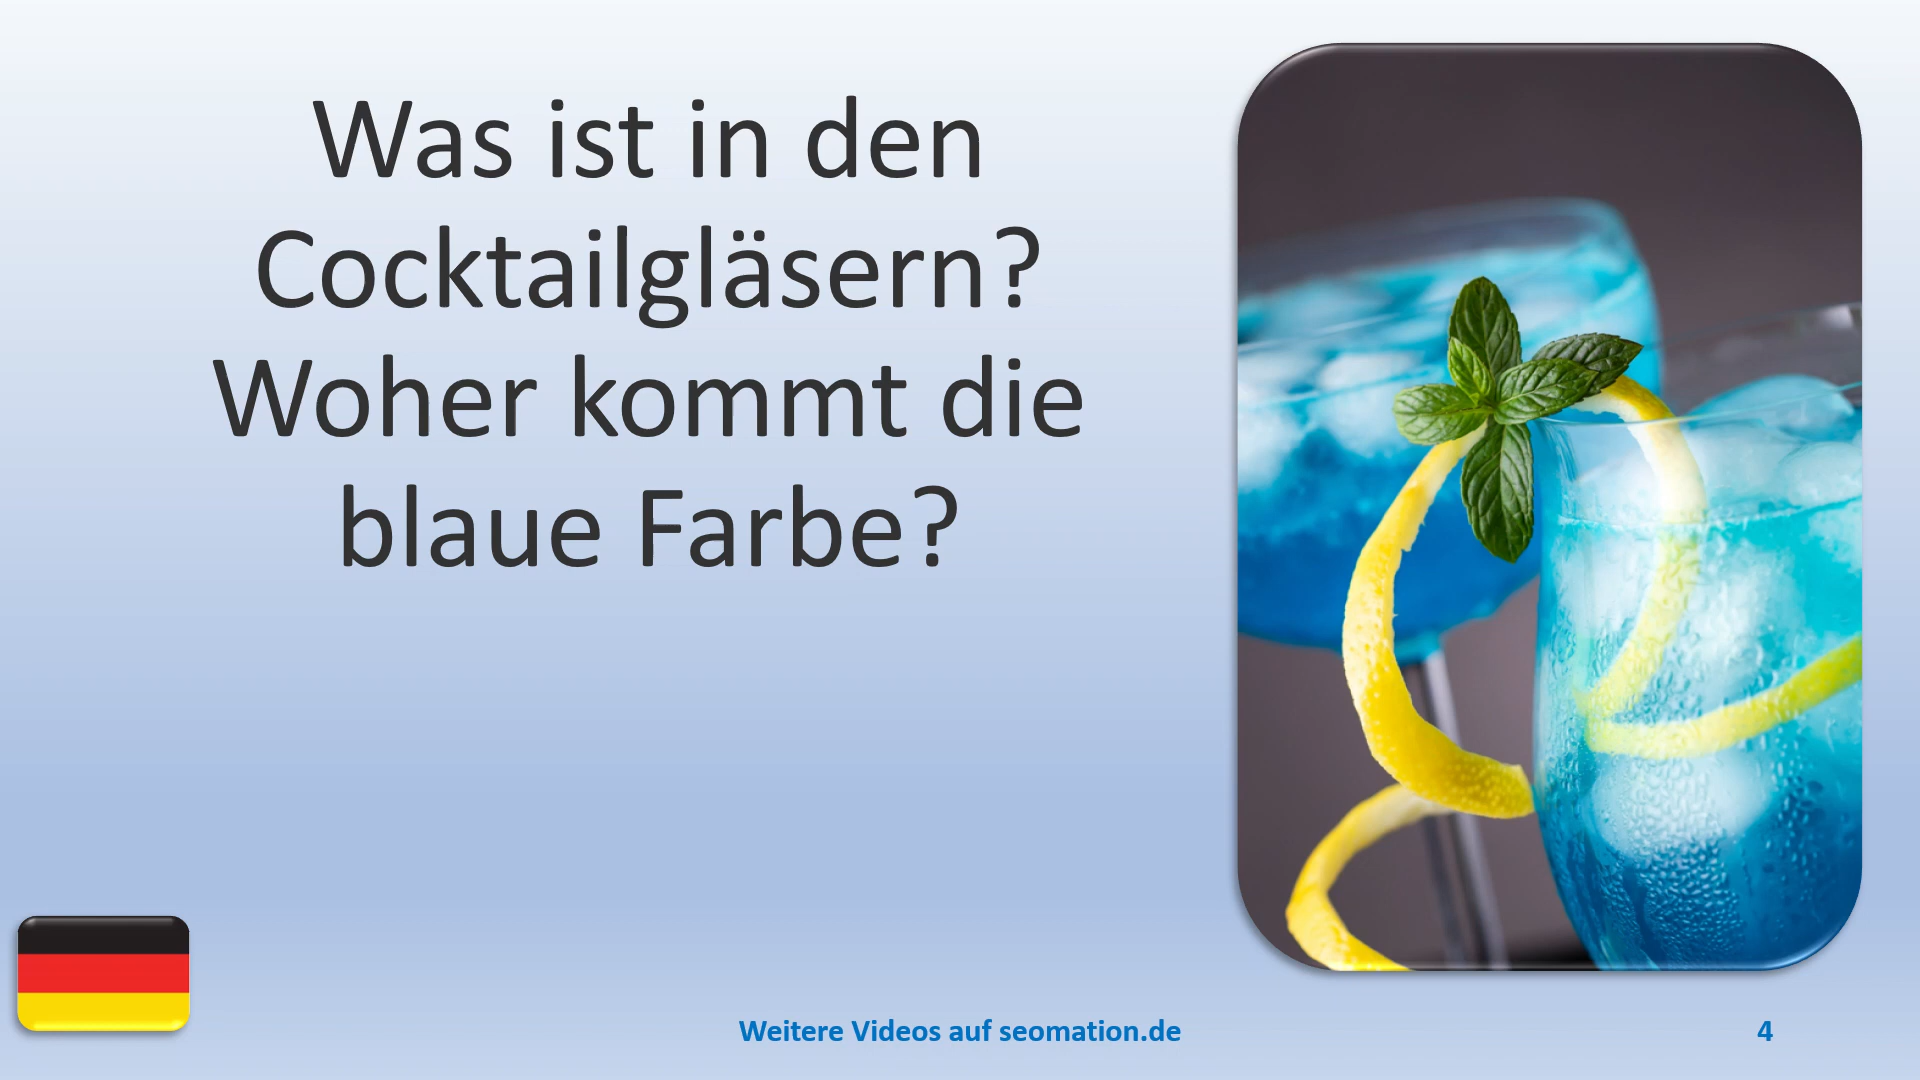 Was ist in den
Cocktailgläsern?
Woher kommt die
blaue Farbe?
Weitere Videos auf seomation.de
4